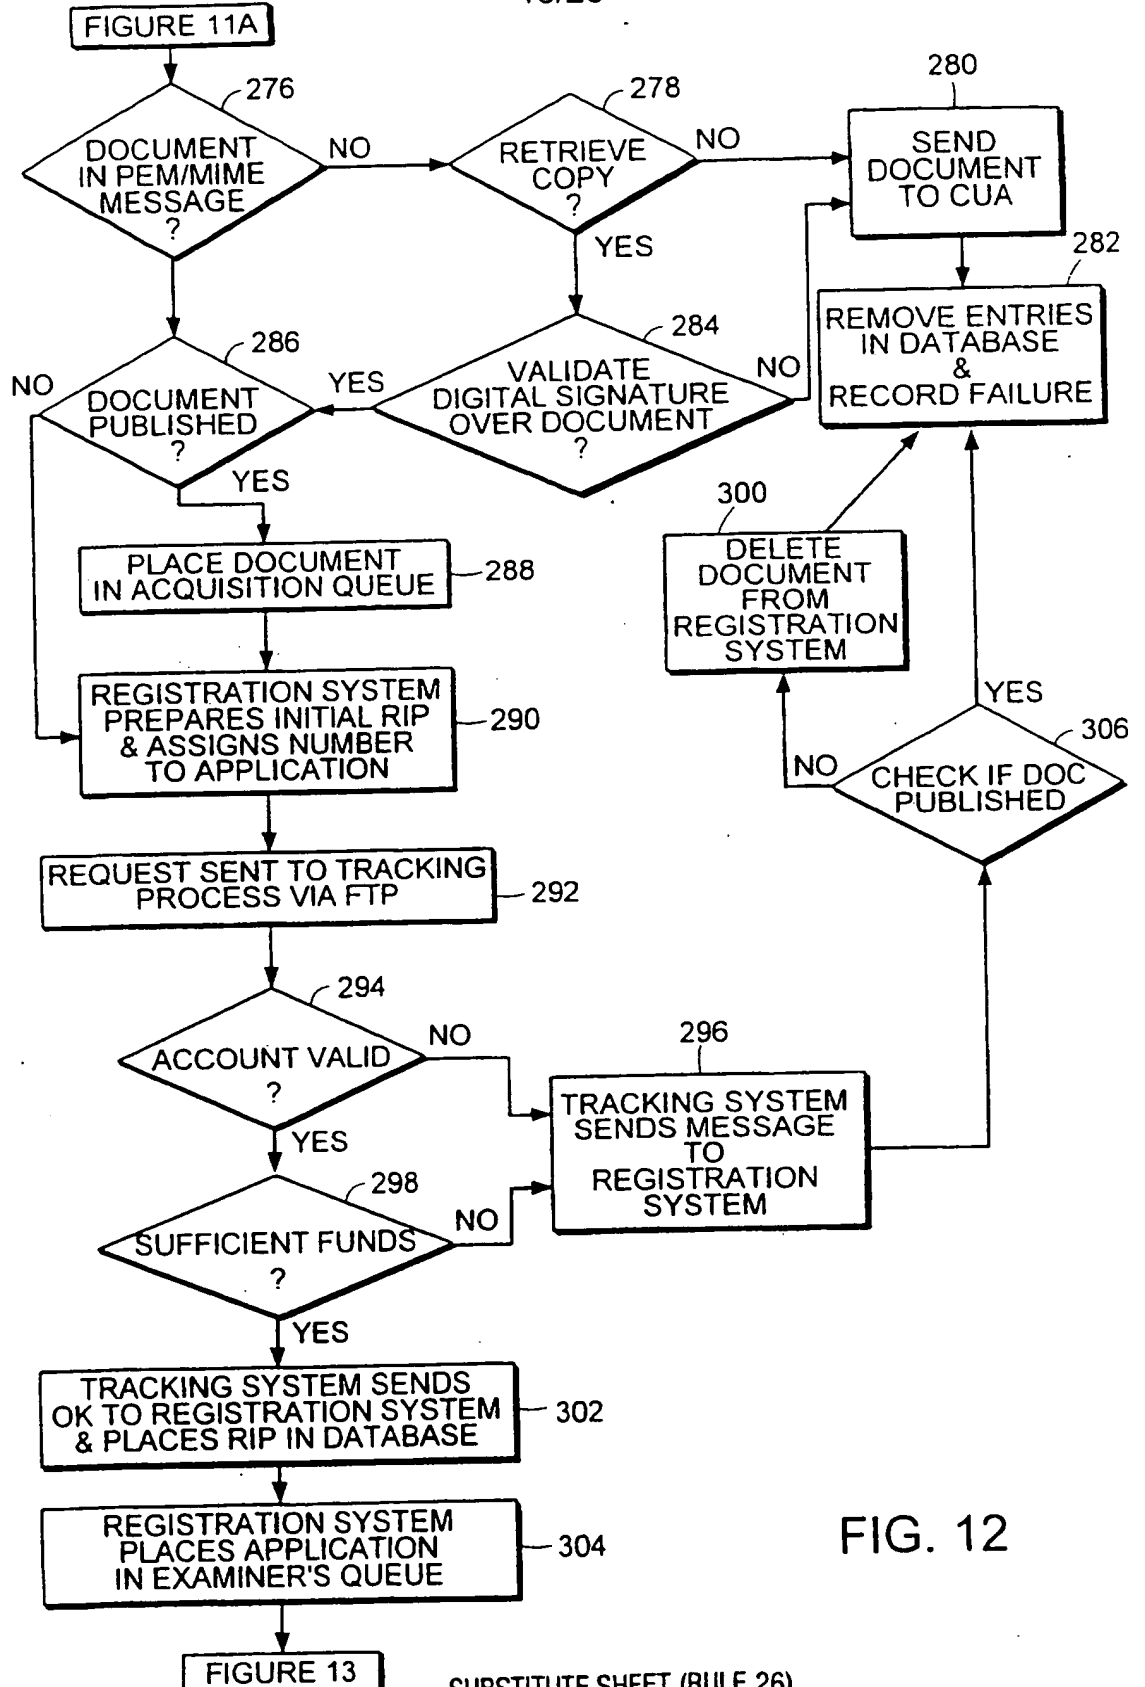 FIGURE 11A
276
DOCUMENT
IN PEM/MIME
MESSAGE
?
NO
278
RETRIEVE
COPY
?
NO
YES
280
SEND
DOCUMENT
TO CUA
282
REMOVE ENTRIES
IN DATABASE
&
RECORD FAILURE
284
VALIDATE
DIGITAL SIGNATURE
OVER DOCUMENT
?
NO
YES
286
DOCUMENT
PUBLISHED
?
NO
YES
PLACE DOCUMENT
IN ACQUISITION QUEUE
288
REGISTRATION SYSTEM
PREPARES INITIAL RIP
& ASSIGNS NUMBER
TO APPLICATION
290
300
DELETE
DOCUMENT
FROM
REGISTRATION
SYSTEM
YES
306
NO
CHECK IF DOC
PUBLISHED
REQUEST SENT TO TRACKING
PROCESS VIA FTP
292
294
ACCOUNT VALID
?
NO
YES
296
TRACKING SYSTEM
SENDS MESSAGE
TO
REGISTRATION
SYSTEM
298
SUFFICIENT FUNDS
?
NO
YES
TRACKING SYSTEM SENDS
OK TO REGISTRATION SYSTEM
& PLACES RIP IN DATABASE
302
REGISTRATION SYSTEM
PLACES APPLICATION
IN EXAMINER'S QUEUE
304
FIG. 12
FIGURE 13
SUBSTITUTE SHEET (RULE 26)